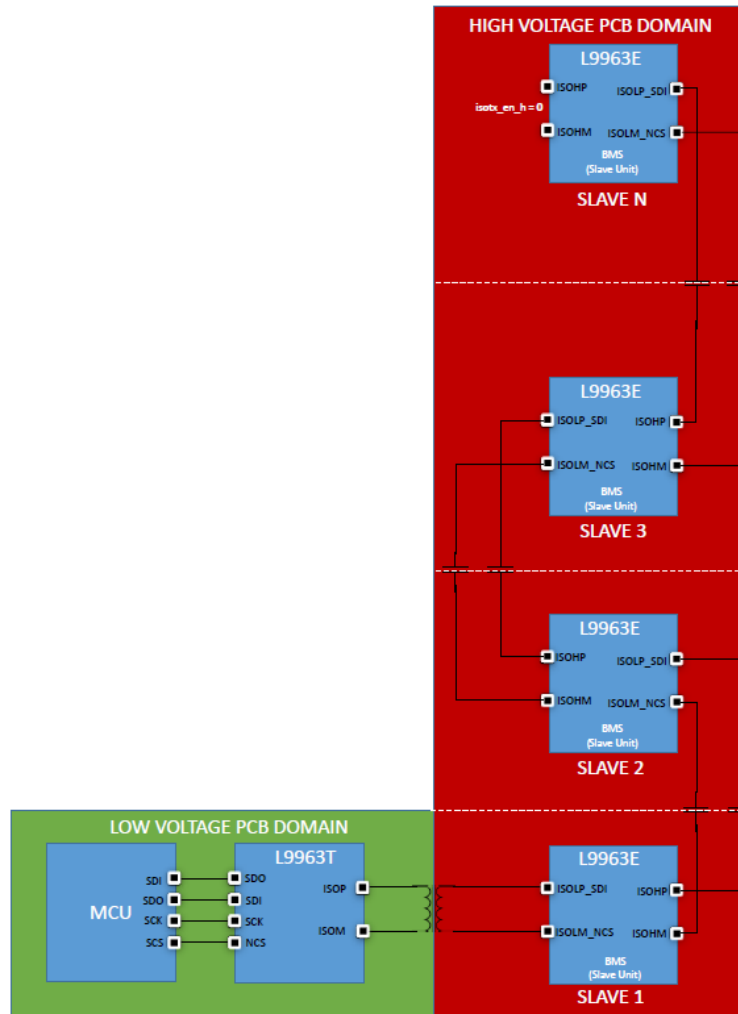 HIGH VOLTAGE PCB DOMAIN
L9963E
ISOHP
ISOLP_SDI
isotx_en_h = 0
ISOHM
ISOLM_NCS
BMS
(Slave Unit)
SLAVE N
L9963E
ISOLP_SDI
ISOHP
ISOLM_NCS
ISOHM
BMS
(Slave Unit)
SLAVE 3
L9963E
ISOHP
ISOLP_SDI
ISOHM
ISOLM_NCS
BMS
(Slave Unit)
SLAVE 2
LOW VOLTAGE PCB DOMAIN
MCU
SDI
SDO
SCK
SCS
L9963T
SDO
SDI
SCK
NCS
ISOP
ISOM
L9963E
ISOLP_SDI
ISOHP
ISOLM_NCS
ISOHM
BMS
(Slave Unit)
SLAVE 1